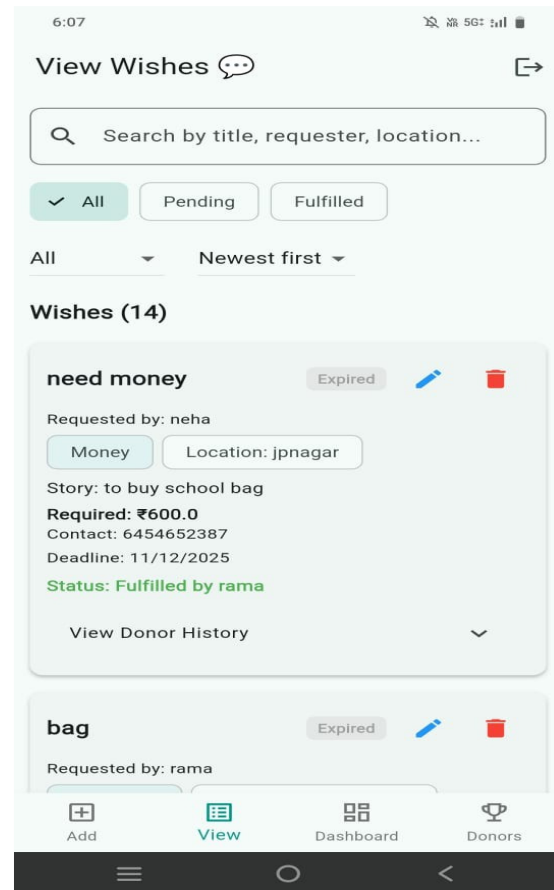 6:07 5G
View Wishes 💬
Search by title, requester, location...
All Pending Fulfilled
All Newest first
Wishes (14)
need money Expired
Requested by: neha
Money Location: jpnagar
Story: to buy school bag
Required: ₹600.0
Contact: 6454652387
Deadline: 11/12/2025
Status: Fulfilled by rama
View Donor History
bag Expired
Requested by: rama
Add View Dashboard Donors